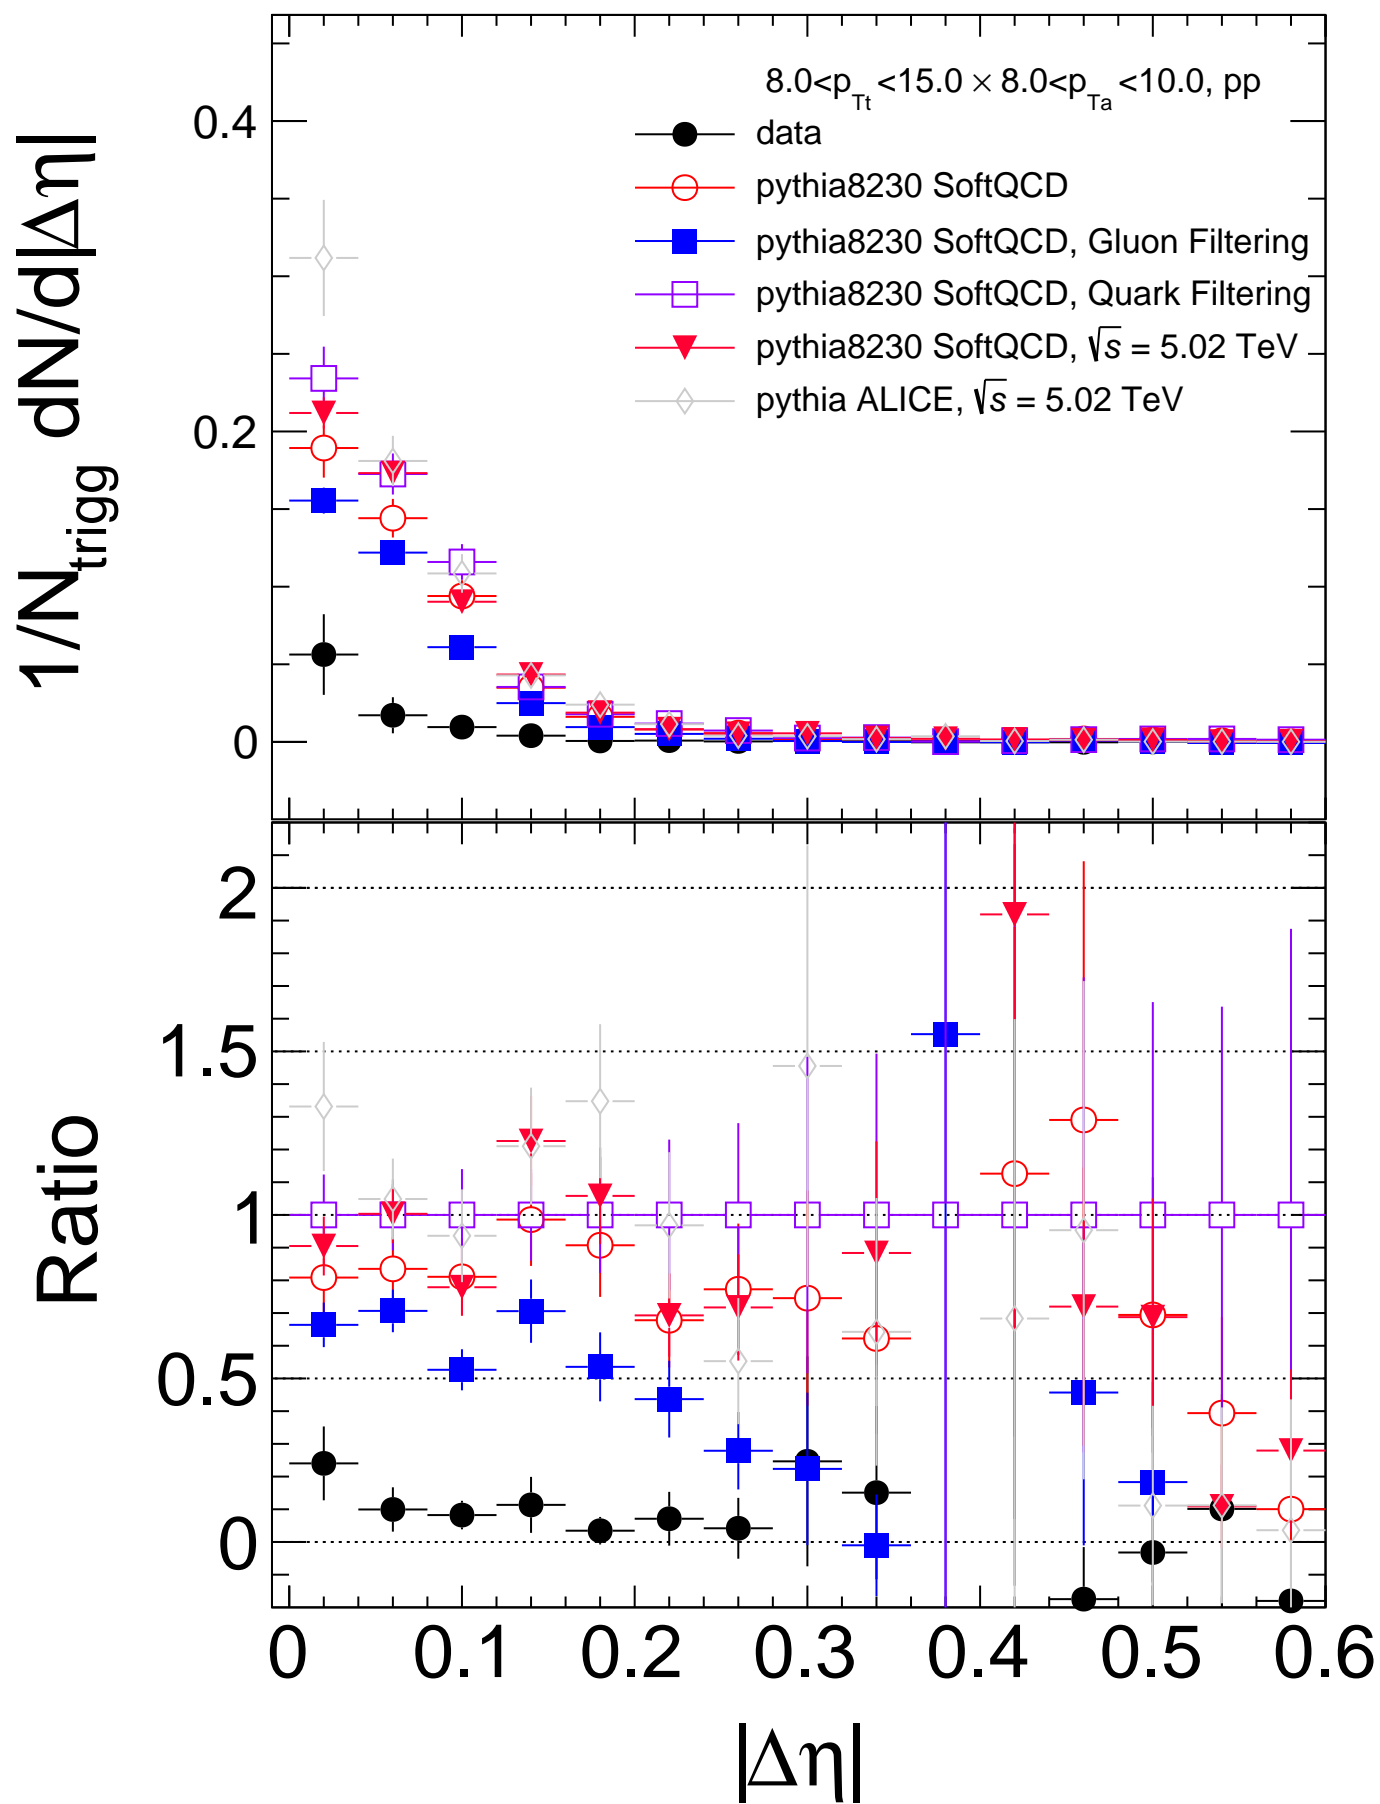 8.0<p_Tt<15.0 × 8.0<p_Ta<10.0, pp
data
pythia8230 SoftQCD
pythia8230 SoftQCD, Gluon Filtering
pythia8230 SoftQCD, Quark Filtering
pythia8230 SoftQCD, √s = 5.02 TeV
pythia ALICE, √s = 5.02 TeV
1/N_trigg dN/d|Δη|
0.4
0.2
0
Ratio
2
1.5
1
0.5
0
0 0.1 0.2 0.3 0.4 0.5 0.6
|Δη|